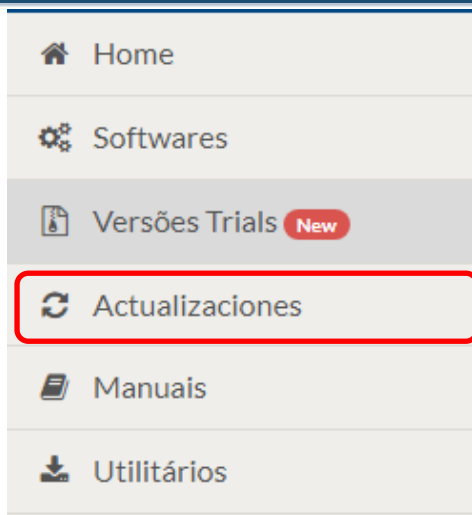 Home
Softwares
Versões Trials New
Actualizaciones
Manuais
Utilitários